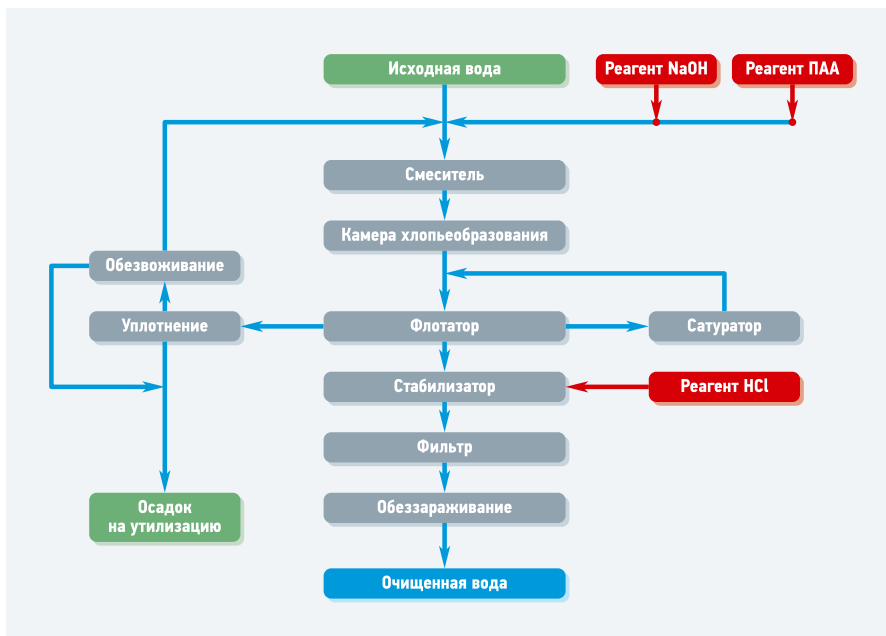 Исходная вода
Реагент NaOH
Реагент ПАА
Смеситель
Камера хлопьеобразования
Обезвоживание
Уплотнение
Флотатор
Сатуратор
Стабилизатор
Реагент HCl
Фильтр
Осадок
на утилизацию
Обеззараживание
Очищенная вода